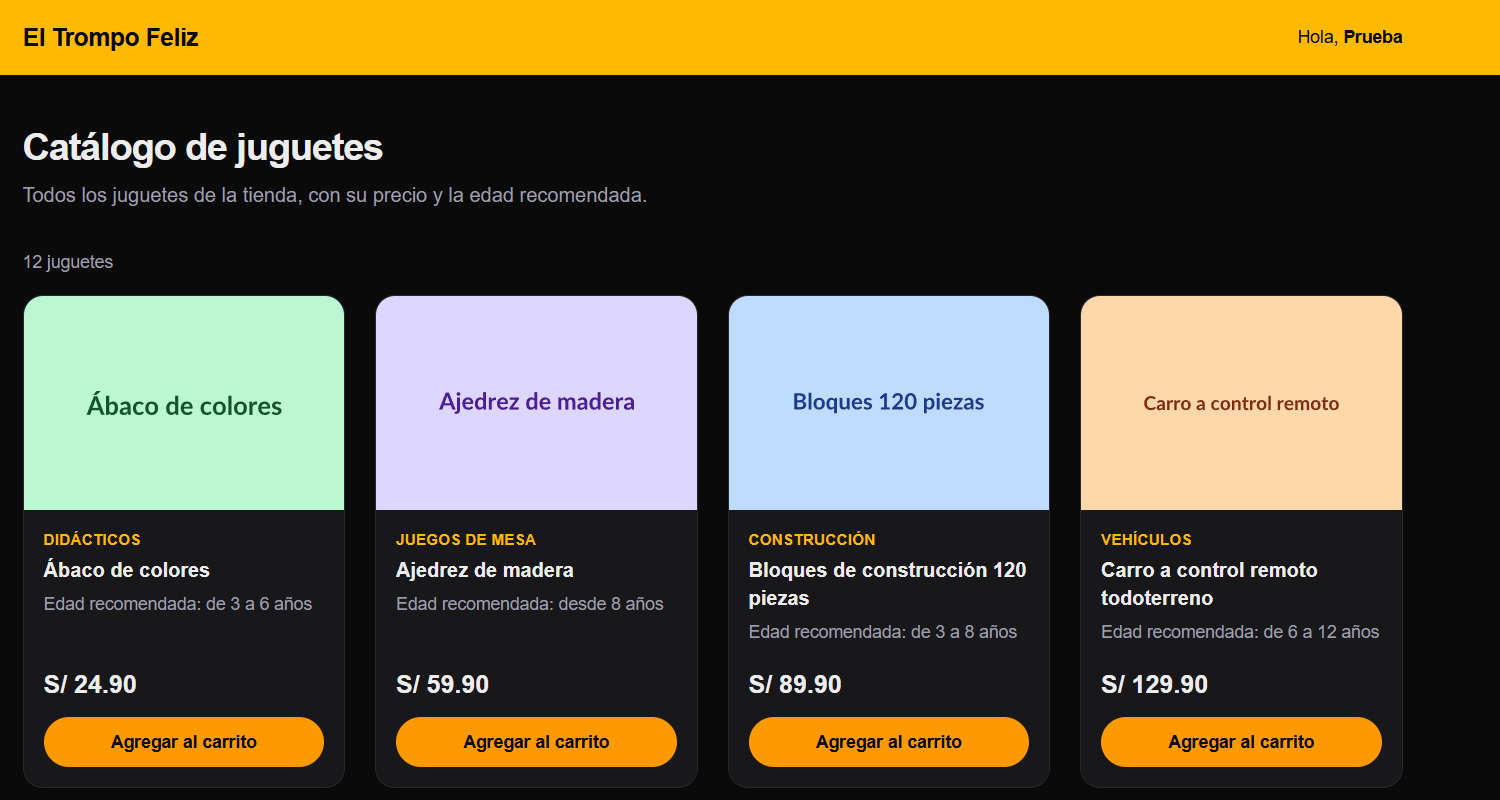 El Trompo Feliz
Hola, Prueba
Catálogo de juguetes
Todos los juguetes de la tienda, con su precio y la edad recomendada.
12 juguetes
Ábaco de colores
DIDÁCTICOS
Ábaco de colores
Edad recomendada: de 3 a 6 años
S/ 24.90
Agregar al carrito
Ajedrez de madera
JUEGOS DE MESA
Ajedrez de madera
Edad recomendada: desde 8 años
S/ 59.90
Agregar al carrito
Bloques 120 piezas
CONSTRUCCIÓN
Bloques de construcción 120
piezas
Edad recomendada: de 3 a 8 años
S/ 89.90
Agregar al carrito
Carro a control remoto
VEHÍCULOS
Carro a control remoto
todoterreno
Edad recomendada: de 6 a 12 años
S/ 129.90
Agregar al carrito